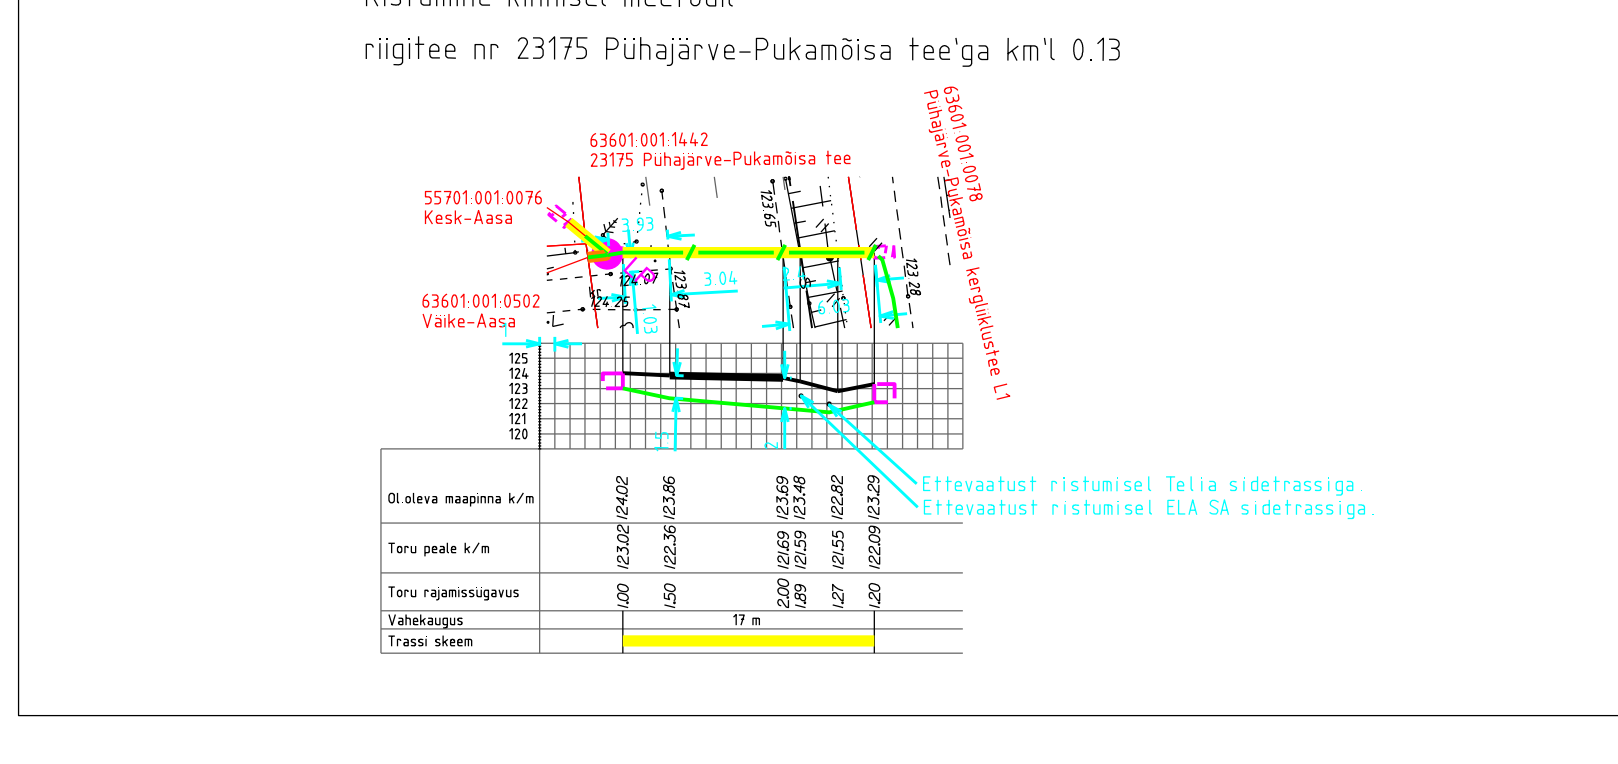 riigitee nr 23175 Pühajärve-Pukamõisa tee'ga km'l 0.13
63601:001:1442
23175 Pühajärve-Pukamõisa tee
63601:001:0078
Pühajärve-Pukamõisa kergliiklustee L1
55701:001:0076
Kesk-Aasa
3.93
123.65
124.07
123.87
3.04
123.28
63601:001:0502
Väike-Aasa
124.25
1.03
6.03
125
124
123
122
121
120
Ol.oleva maapinna k/m 124.02 123.86 123.69 123.48 122.82 123.29
Toru peale k/m 123.02 122.36 121.69 121.59 121.55 122.09
Toru rajamissügavus 1.00 1.50 2.00 1.89 1.27 1.20
Vahekaugus 17 m
Trassi skeem
Ettevaatust ristumisel Telia sidetrassiga.
Ettevaatust ristumisel ELA SA sidetrassiga.